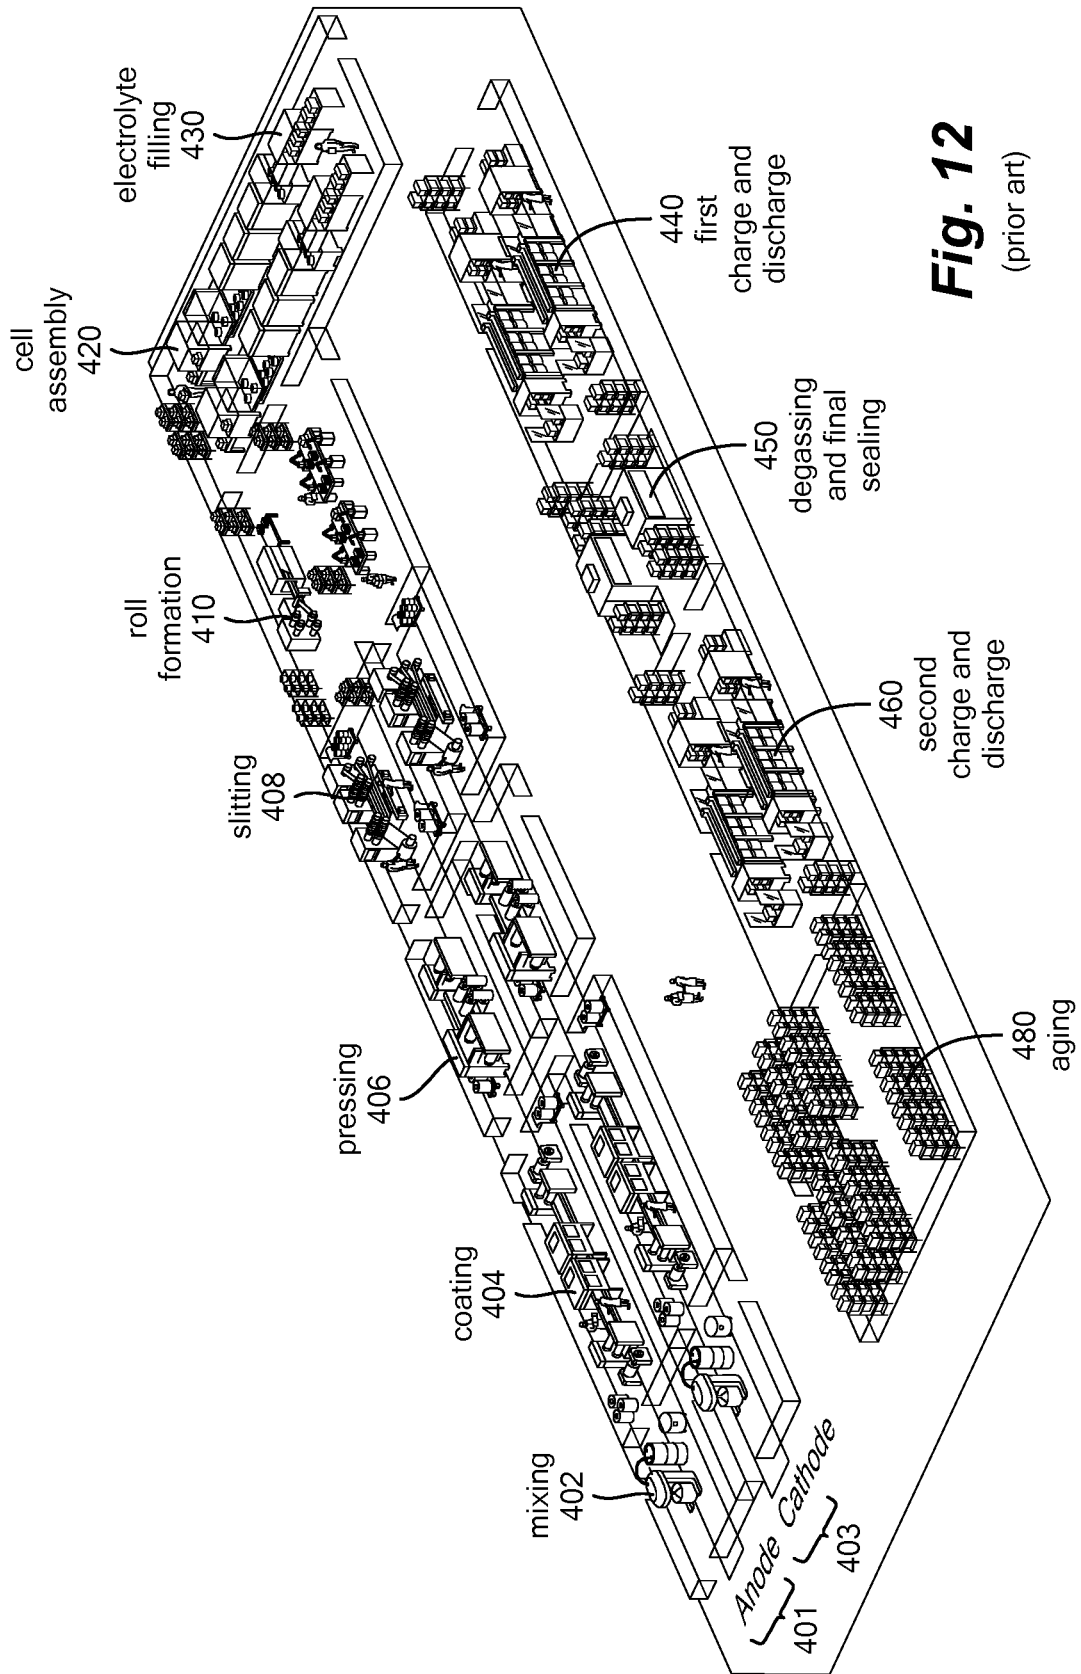 mixing
402
coating
404
pressing
406
slitting
408
roll
formation
410
cell
assembly
420
electrolyte
filling
430
440
first
charge and
discharge
450
degassing
and final
sealing
460
second
charge and
discharge
480
aging
Anode
Cathode
401
403
Fig. 12
(prior art)